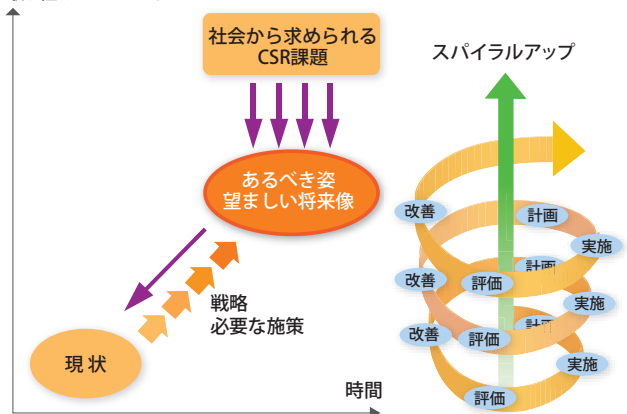 社会から求められる
CSR課題
あるべき姿
望ましい将来像
戦略
必要な施策
現 状
時間
スパイラルアップ
改善
計画
実施
改善
計画
評価
実施
改善
計画
評価
実施
評価